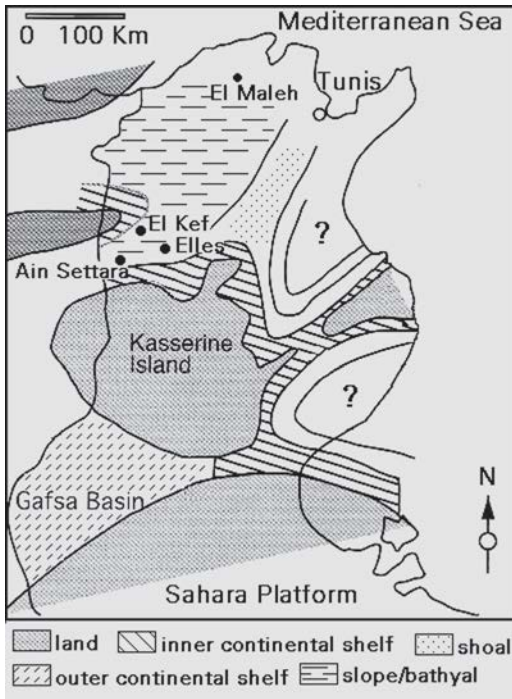 Mediterranean Sea
0 100 Km
El Maleh
Tunis
?
El Kef
Elles
Ain Settara
Kasserine
Island
?
Gafsa Basin
N
Sahara Platform
land
inner continental shelf
shoal
outer continental shelf
slope/bathyal